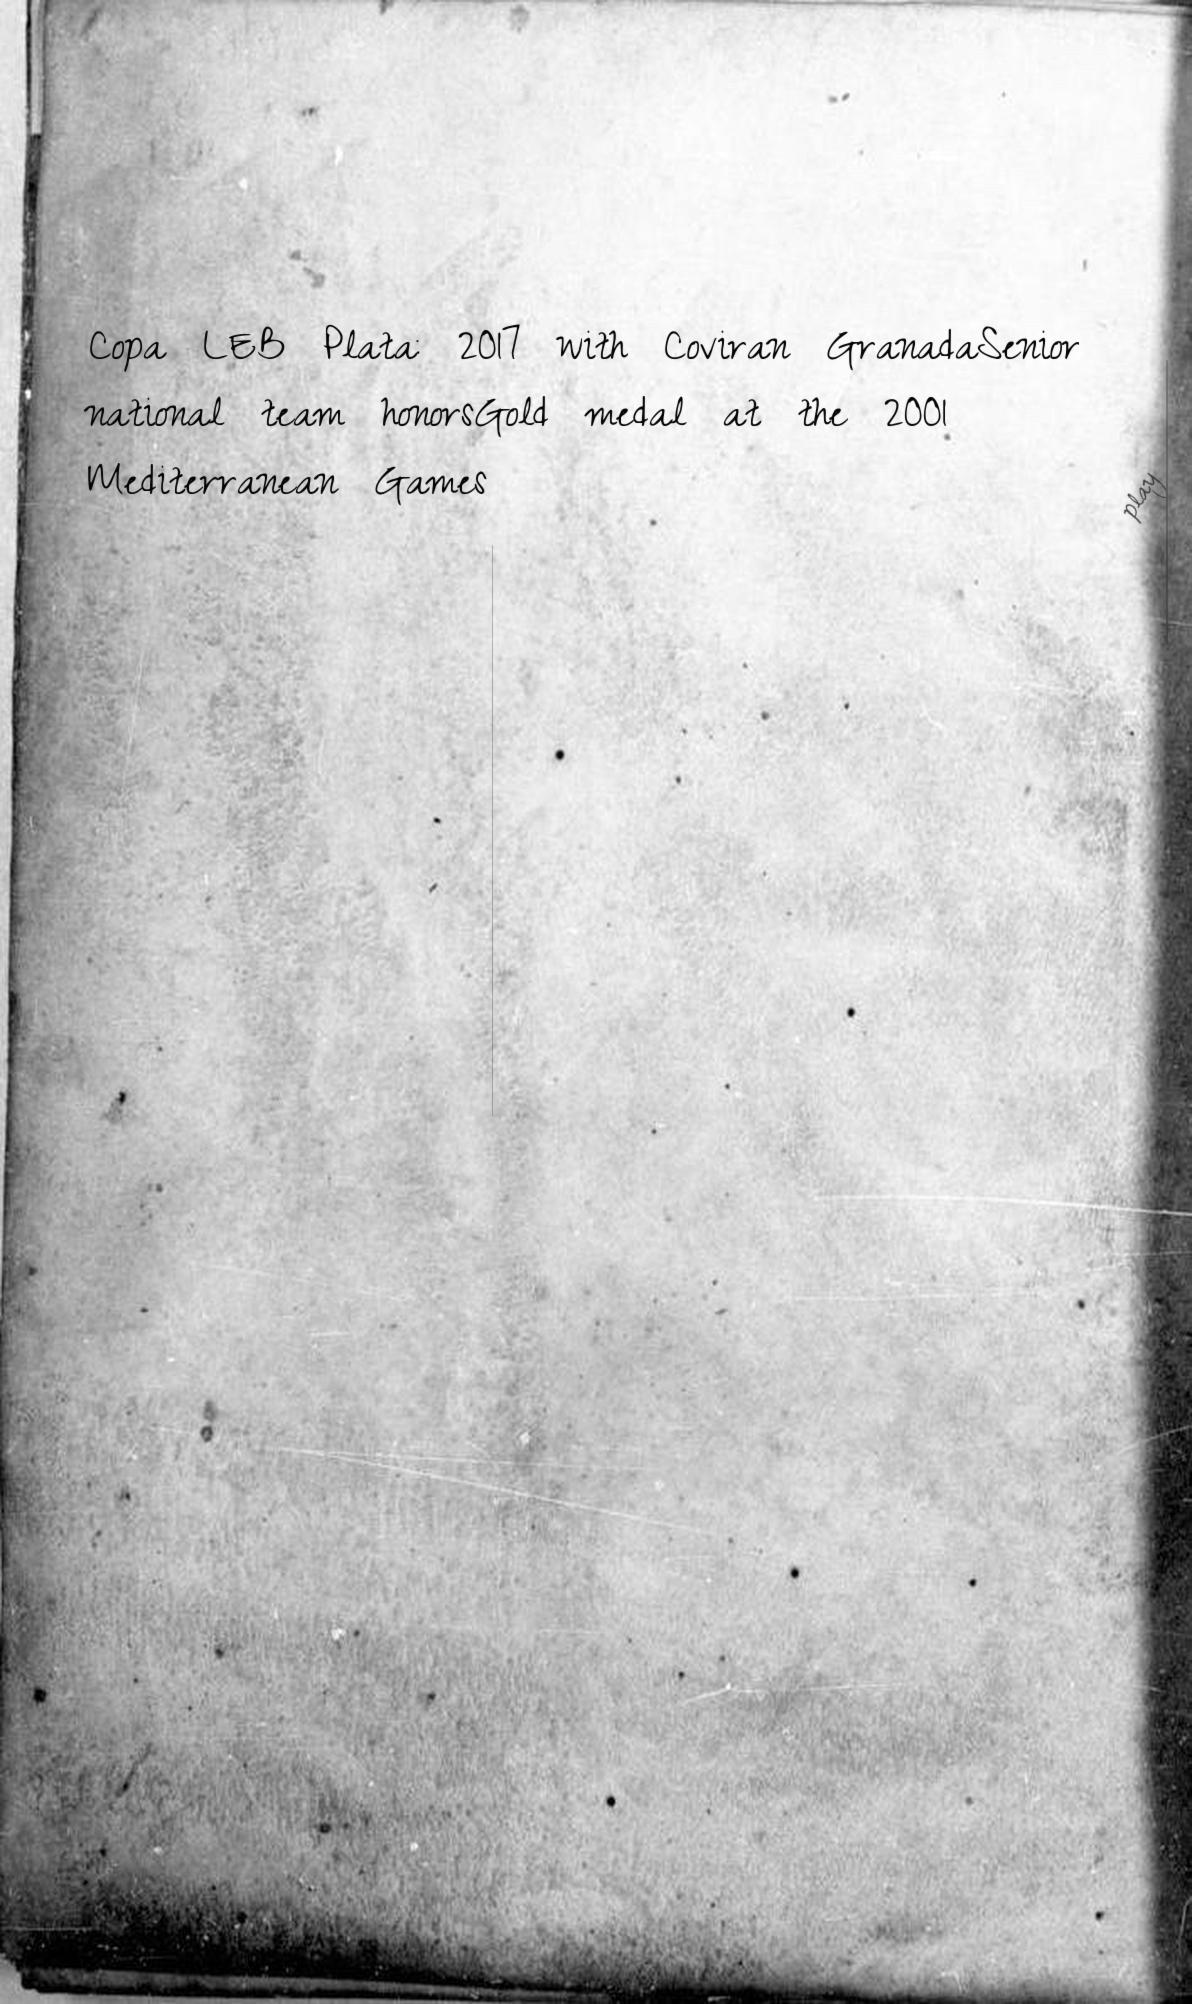 Copa LEB Plata: 2017 with Coviran GranadaSenior
national team honorsGold medal at the 2001
Mediterranean Games
play